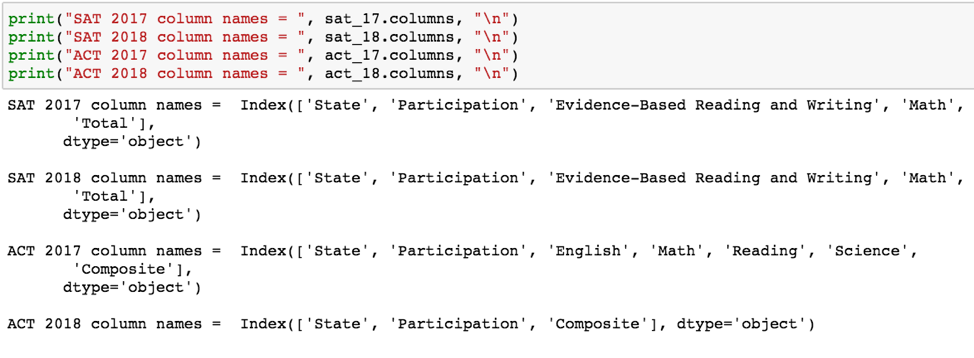 print("SAT 2017 column names = ", sat_17.columns, "\n")
print("SAT 2018 column names = ", sat_18.columns, "\n")
print("ACT 2017 column names = ", act_17.columns, "\n")
print("ACT 2018 column names = ", act_18.columns, "\n")
SAT 2017 column names =  Index(['State', 'Participation', 'Evidence-Based Reading and Writing', 'Math',
'Total'],
dtype='object')
SAT 2018 column names =  Index(['State', 'Participation', 'Evidence-Based Reading and Writing', 'Math',
'Total'],
dtype='object')
ACT 2017 column names =  Index(['State', 'Participation', 'English', 'Math', 'Reading', 'Science',
'Composite'],
dtype='object')
ACT 2018 column names =  Index(['State', 'Participation', 'Composite'], dtype='object')